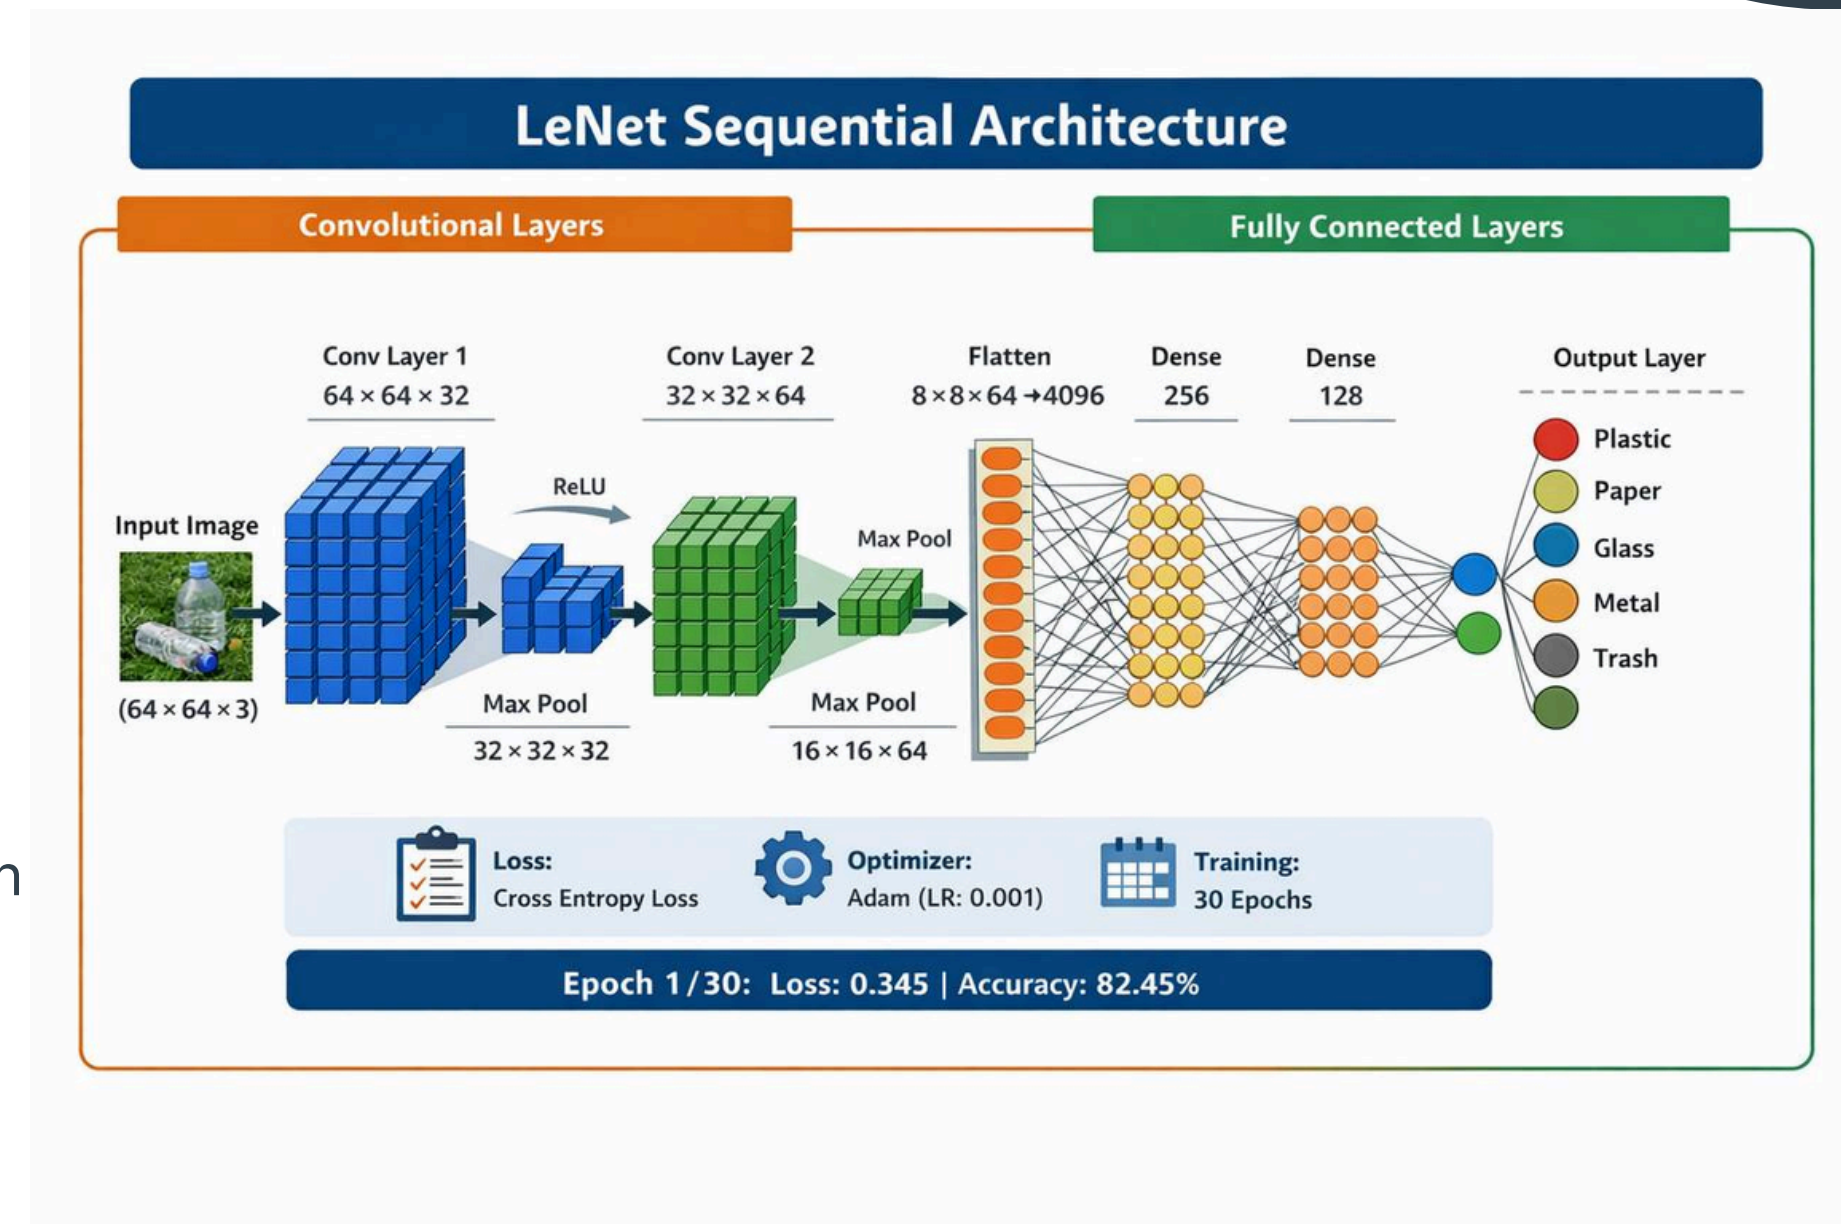 LeNet Sequential Architecture
Convolutional Layers
Fully Connected Layers
Conv Layer 1
64 × 64 × 32
Conv Layer 2
32 × 32 × 64
Flatten
8×8×64 → 4096
Dense
256
Dense
128
Output Layer
Input Image
(64 × 64 × 3)
ReLU
Max Pool
32 × 32 × 32
Max Pool
Max Pool
16 × 16 × 64
Plastic
Paper
Glass
Metal
Trash
n
Loss:
Cross Entropy Loss
Optimizer:
Adam (LR: 0.001)
Training:
30 Epochs
Epoch 1/30: Loss: 0.345 | Accuracy: 82.45%